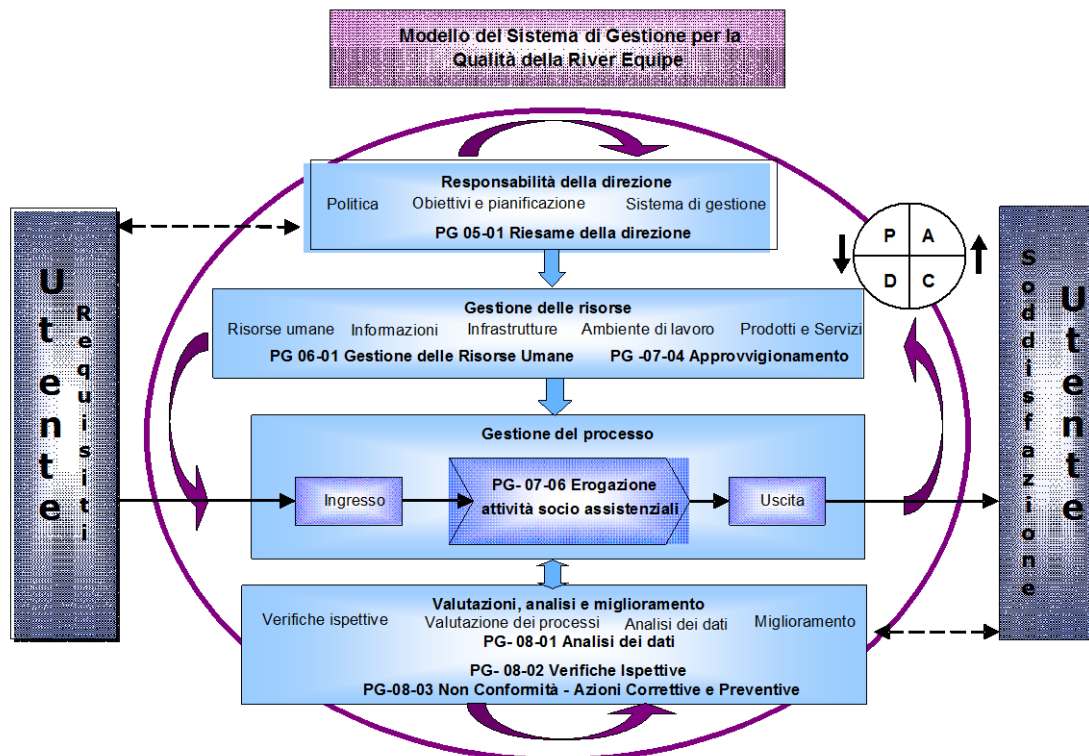 Modello del Sistema di Gestione per la
Qualità della River Equipe
Responsabilità della direzione
Politica
Obiettivi e pianificazione
Sistema di gestione
PG 05-01 Riesame della direzione
P A
D C
Utente
Requisiti
Soddisfazione
Utente
Gestione delle risorse
Risorse umane
Informazioni
Infrastrutture
Ambiente di lavoro
Prodotti e Servizi
PG 06-01 Gestione delle Risorse Umane
PG -07-04 Approvvigionamento
Gestione del processo
Ingresso
PG- 07-06 Erogazione
attività socio assistenziali
Uscita
Valutazioni, analisi e miglioramento
Verifiche ispettive
Valutazione dei processi
Analisi dei dati
Miglioramento
PG- 08-01 Analisi dei dati
PG- 08-02 Verifiche Ispettive
PG-08-03 Non Conformità - Azioni Correttive e Preventive